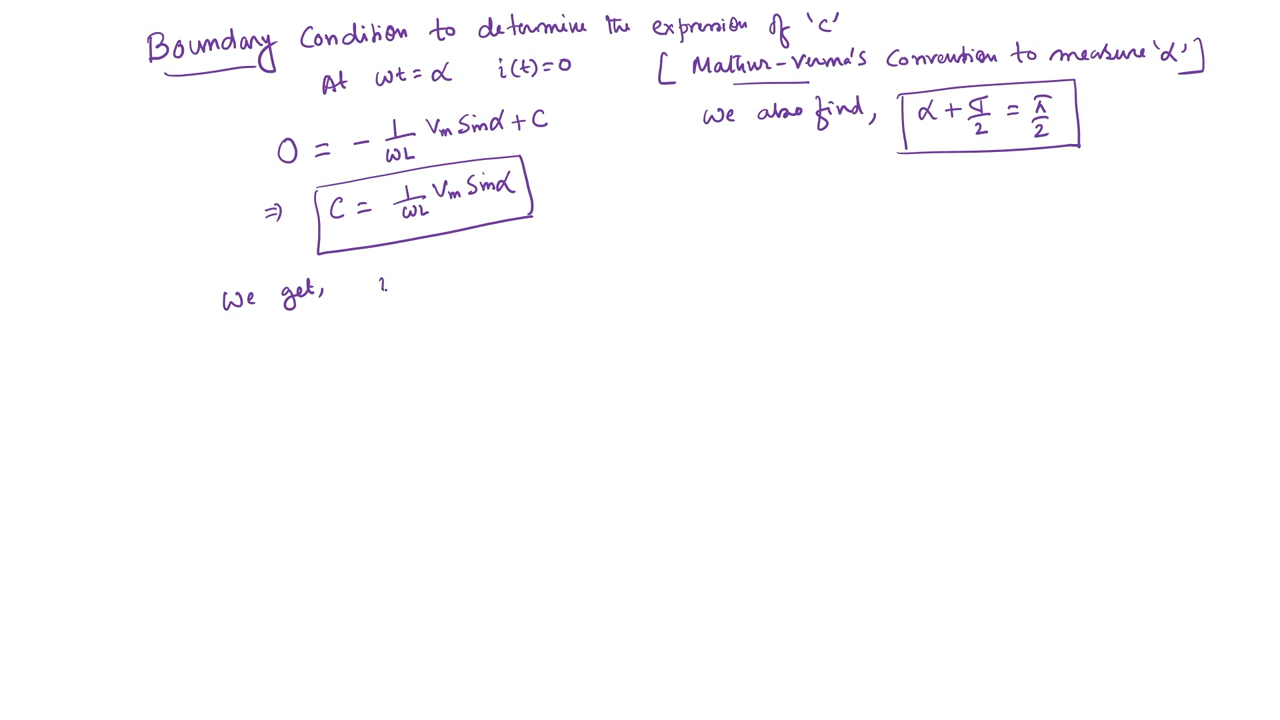 Boundary Condition to determine the expression of 'C'
At ωt = α i(t) = 0
[ Mathur-Verma's Convention to measure 'α' ]
0 = - 1/ωL Vm Sinα + C
⇒ C = 1/ωL Vm Sinα
We also find, α + σ/2 = π/2
We get, i